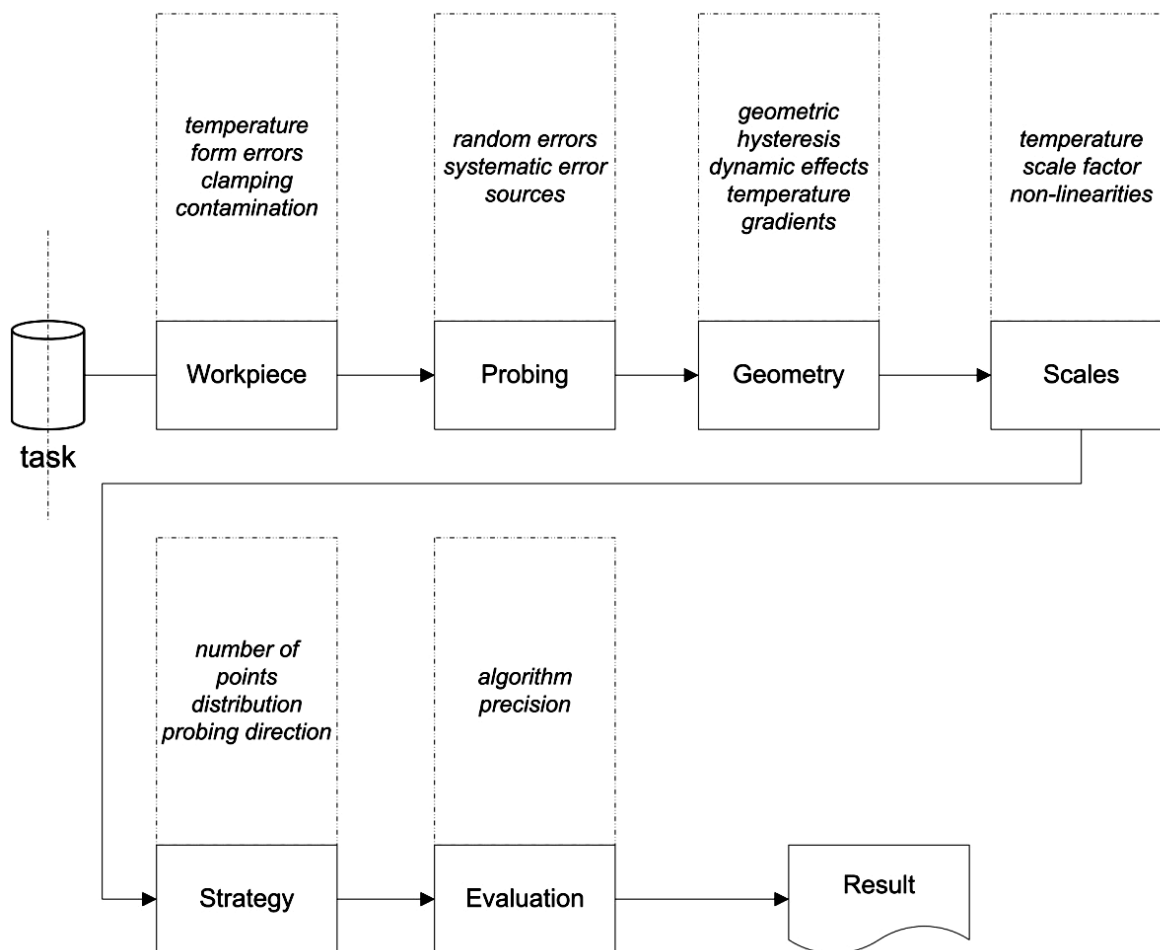 temperature
form errors
clamping
contamination
random errors
systematic error
sources
geometric
hysteresis
dynamic effects
temperature
gradients
temperature
scale factor
non-linearities
task
Workpiece
Probing
Geometry
Scales
number of
points
distribution
probing direction
algorithm
precision
Strategy
Evaluation
Result